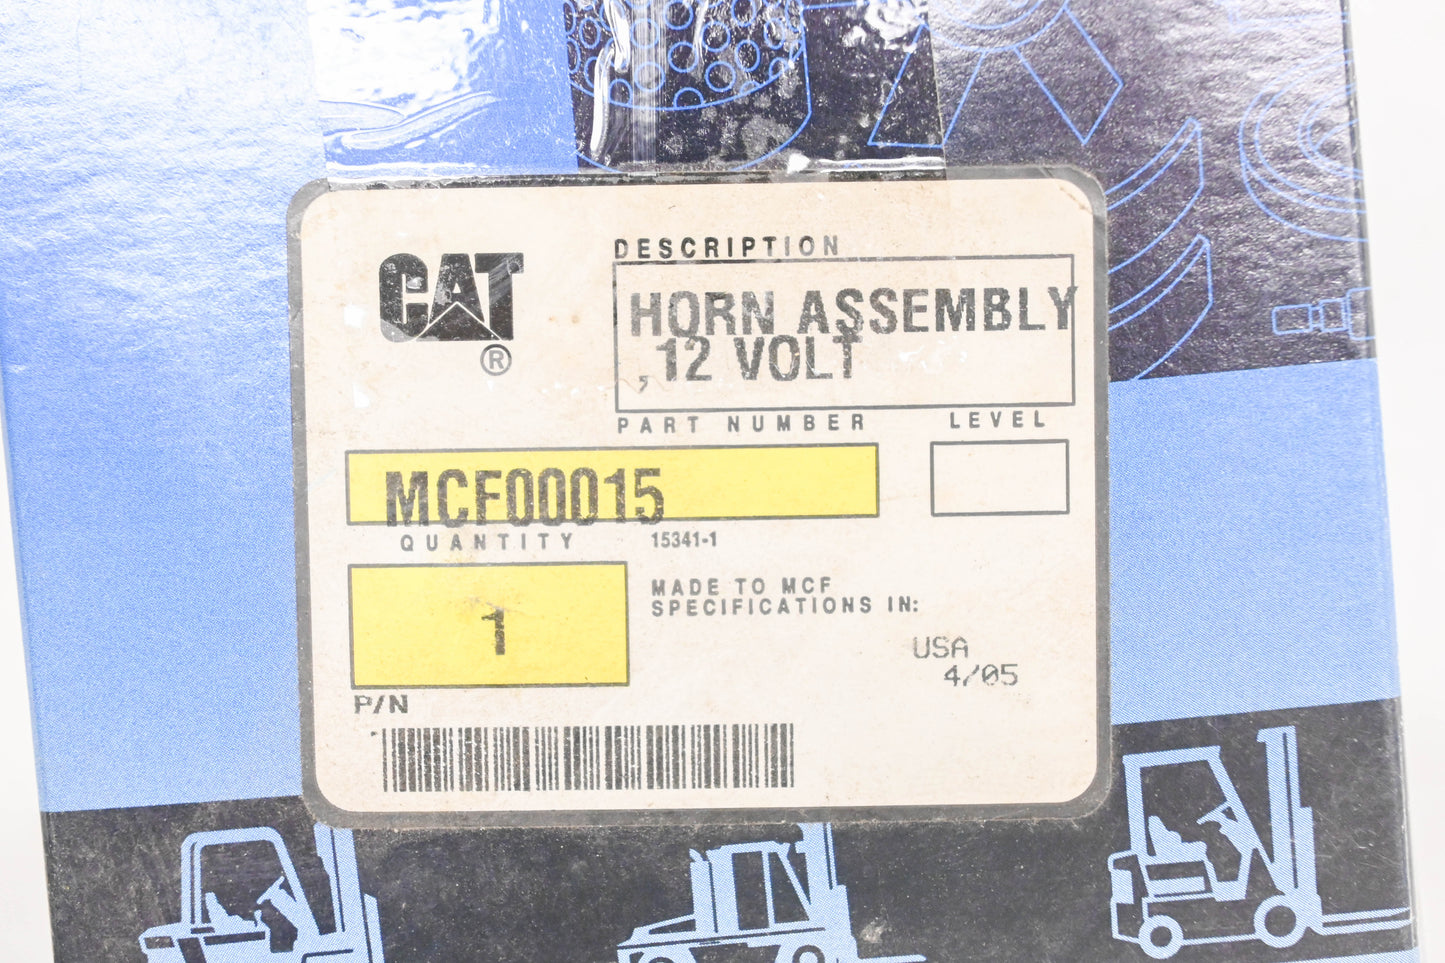 CAT
®
DESCRIPTION
HORN ASSEMBLY
, 12 VOLT
PART NUMBER
LEVEL
MCF00015
QUANTITY
15341-1
1
MADE TO MCF
SPECIFICATIONS IN:
USA
4/05
P/N